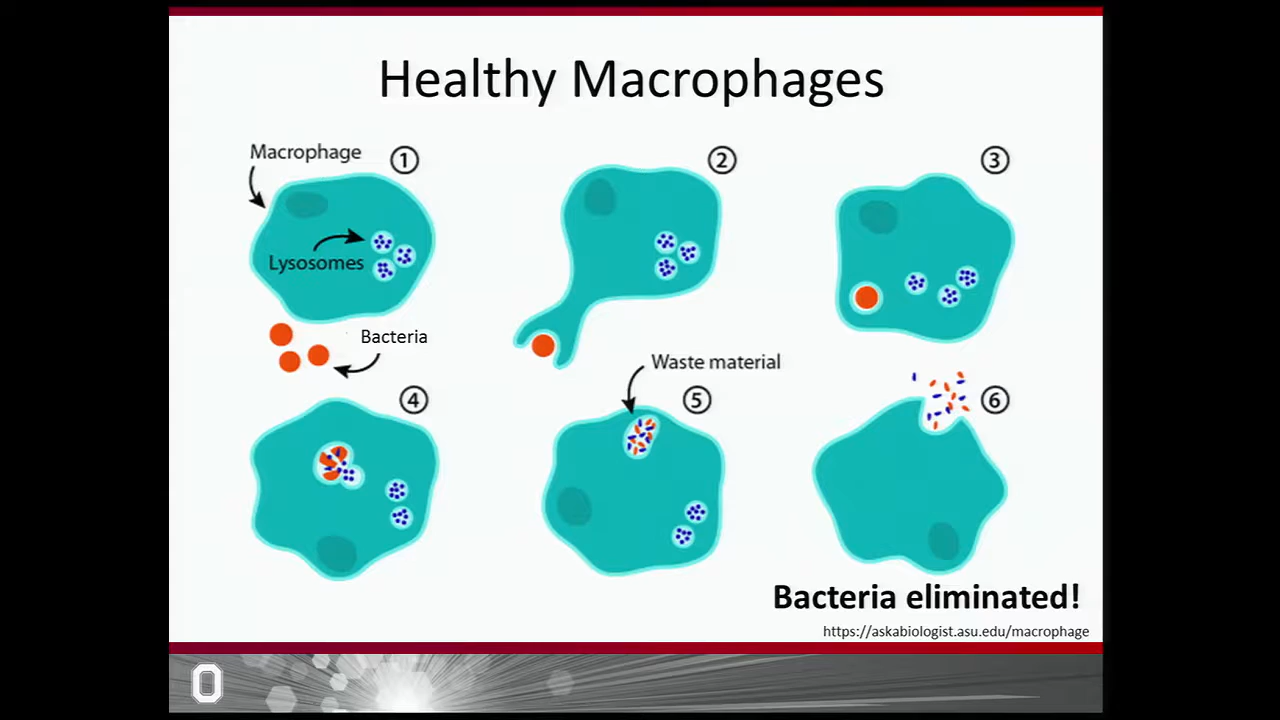 Healthy Macrophages
Macrophage
1
2
3
Lysosomes
Bacteria
Waste material
4
5
6
Bacteria eliminated!
https://askabiologist.asu.edu/macrophage
O